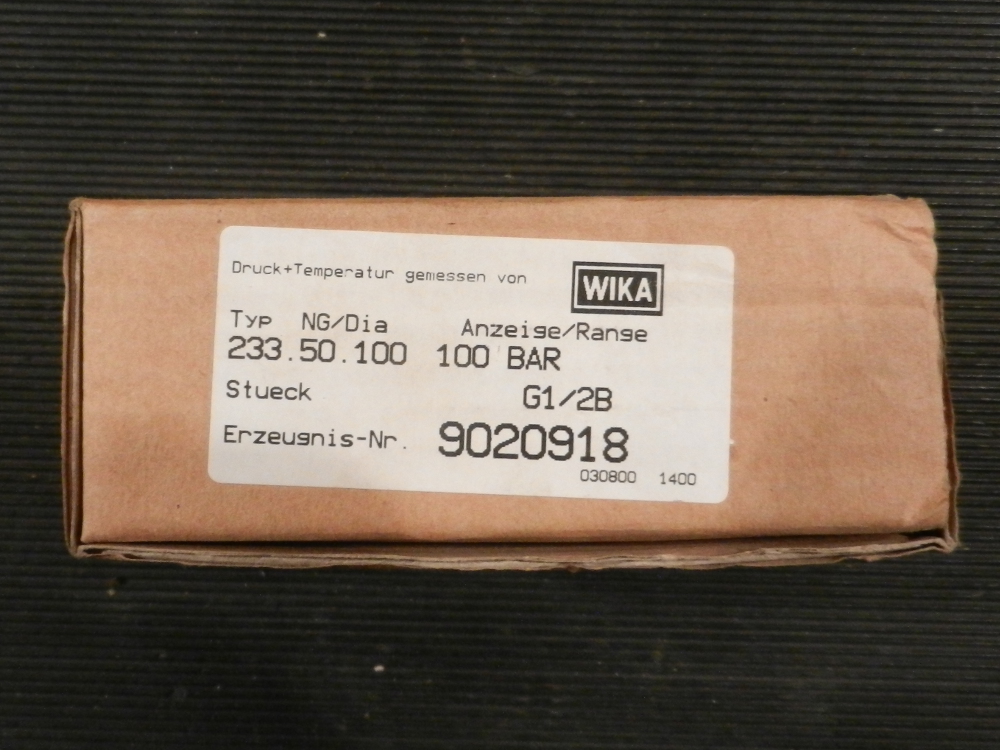 Druck+Temperatur gemessen von WIKA
Typ NG/Dia Anzeige/Range
233.50.100 100 BAR
Stueck G1/2B
Erzeugnis-Nr. 9020918
030800 1400